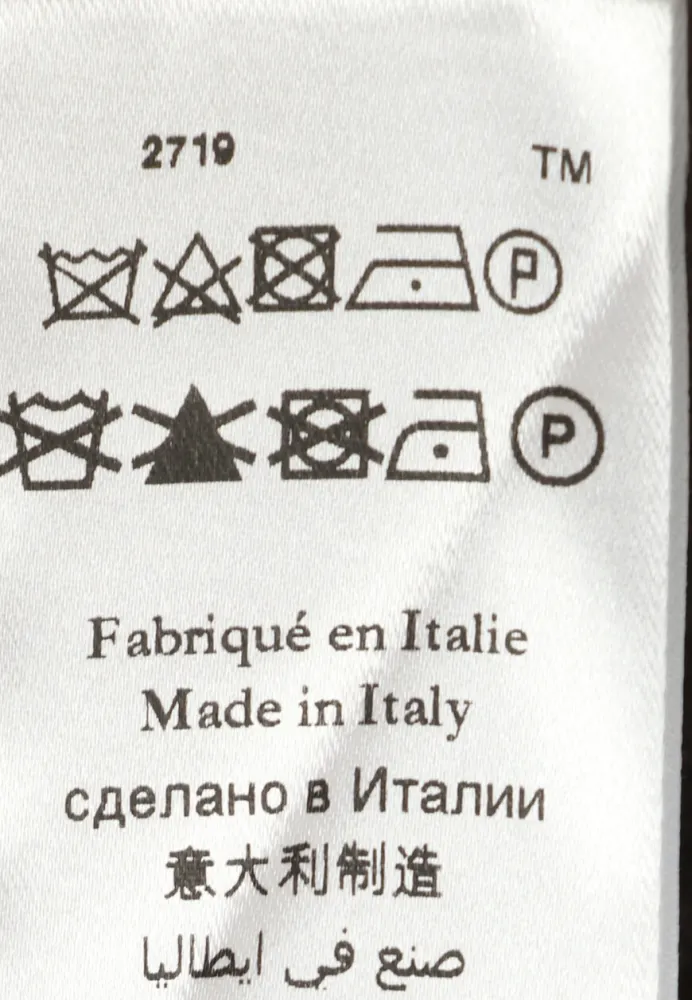 2719
TM
P
P
Fabriqué en Italie
Made in Italy
сделано в Италии
意大利制造
صنع في ايطاليا